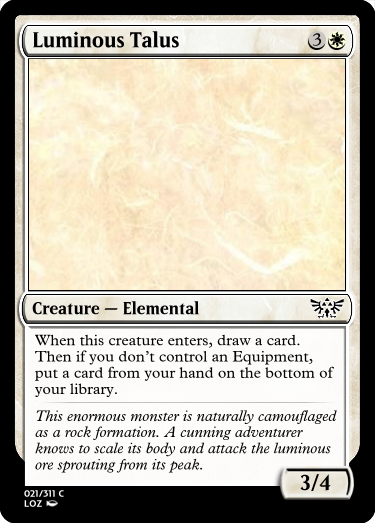 Luminous Talus 3
Creature — Elemental
When this creature enters, draw a card.
Then if you don't control an Equipment,
put a card from your hand on the bottom of
your library.
This enormous monster is naturally camouflaged
as a rock formation. A cunning adventurer
knows to scale its body and attack the luminous
ore sprouting from its peak.
3/4
021/311 C
LOZ